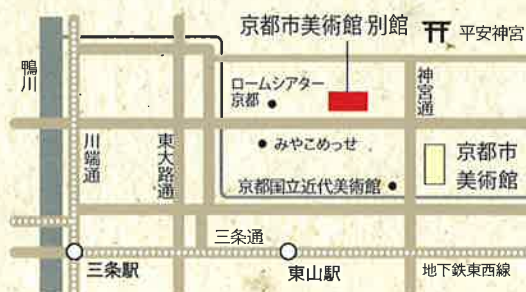 京都市美術館 別館
平安神宮
鴨川
ロームシアター
京都
神宮通
川端通
東大路通
みやこめっせ
京都市
美術館
京都国立近代美術館
三条通
三条駅
東山駅
地下鉄東西線